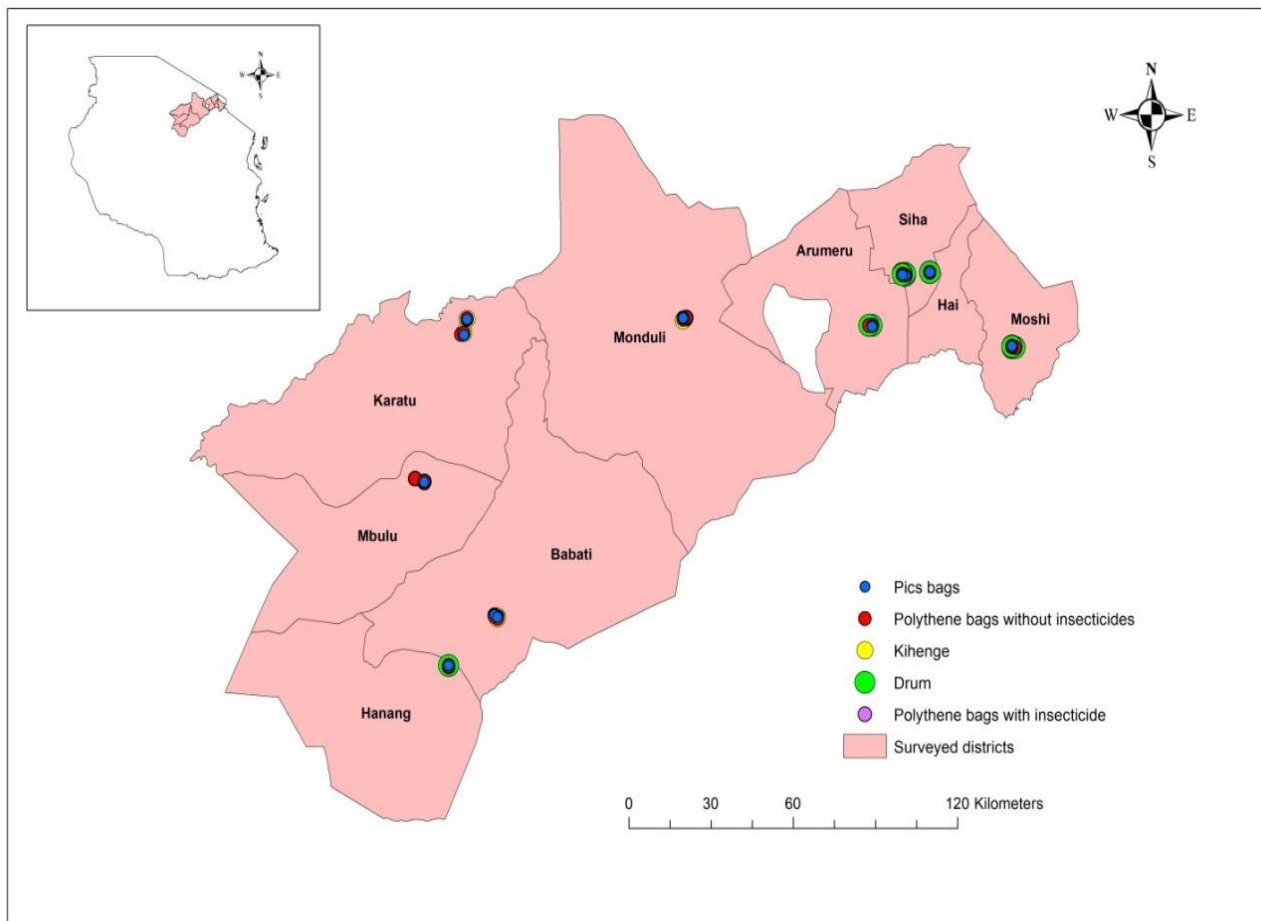 N
W E
S
N
W E
S
Siha
Arumeru
Hai
Moshi
Monduli
Karatu
Mbulu
Babati
Hanang
Pics bags
Polythene bags without insecticides
Kihenge
Drum
Polythene bags with insecticide
Surveyed districts
0 30 60 120 Kilometers